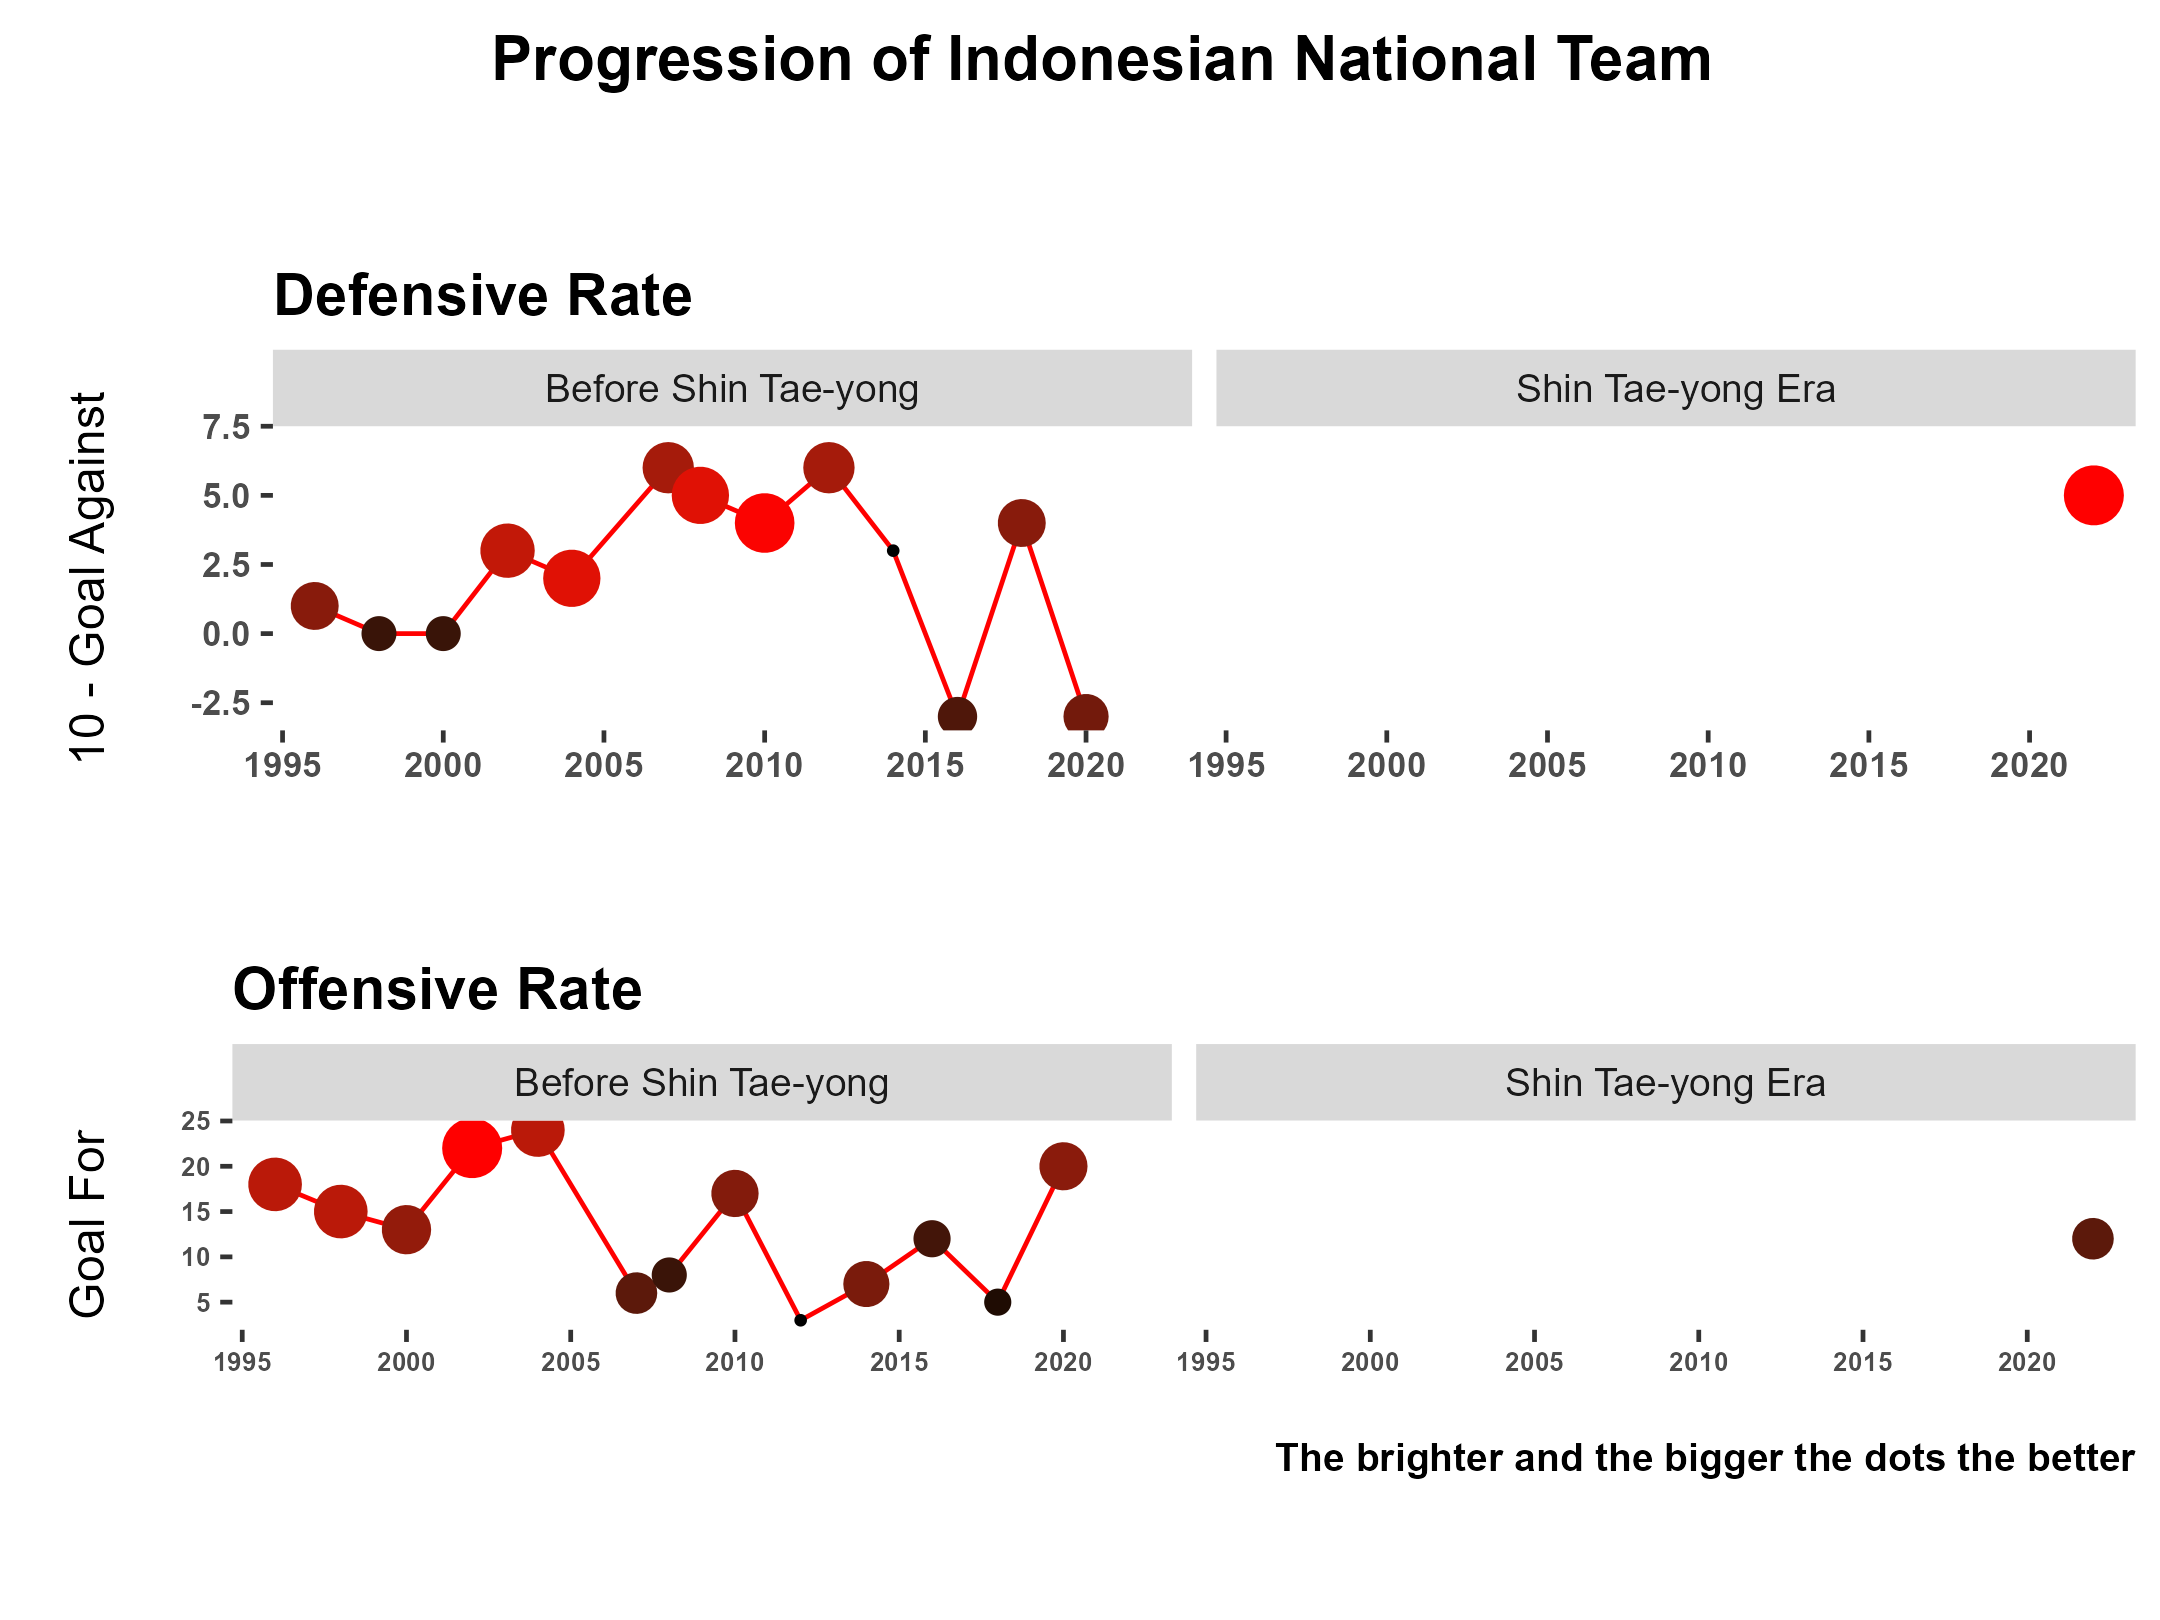 Progression of Indonesian National Team
Defensive Rate
Before Shin Tae-yong
Shin Tae-yong Era
10 - Goal Against
7.5
5.0
2.5
0.0
-2.5
1995 2000 2005 2010 2015 2020
1995 2000 2005 2010 2015 2020
Offensive Rate
Before Shin Tae-yong
Shin Tae-yong Era
Goal For
25
20
15
10
5
1995 2000 2005 2010 2015 2020
1995 2000 2005 2010 2015 2020
The brighter and the bigger the dots the better